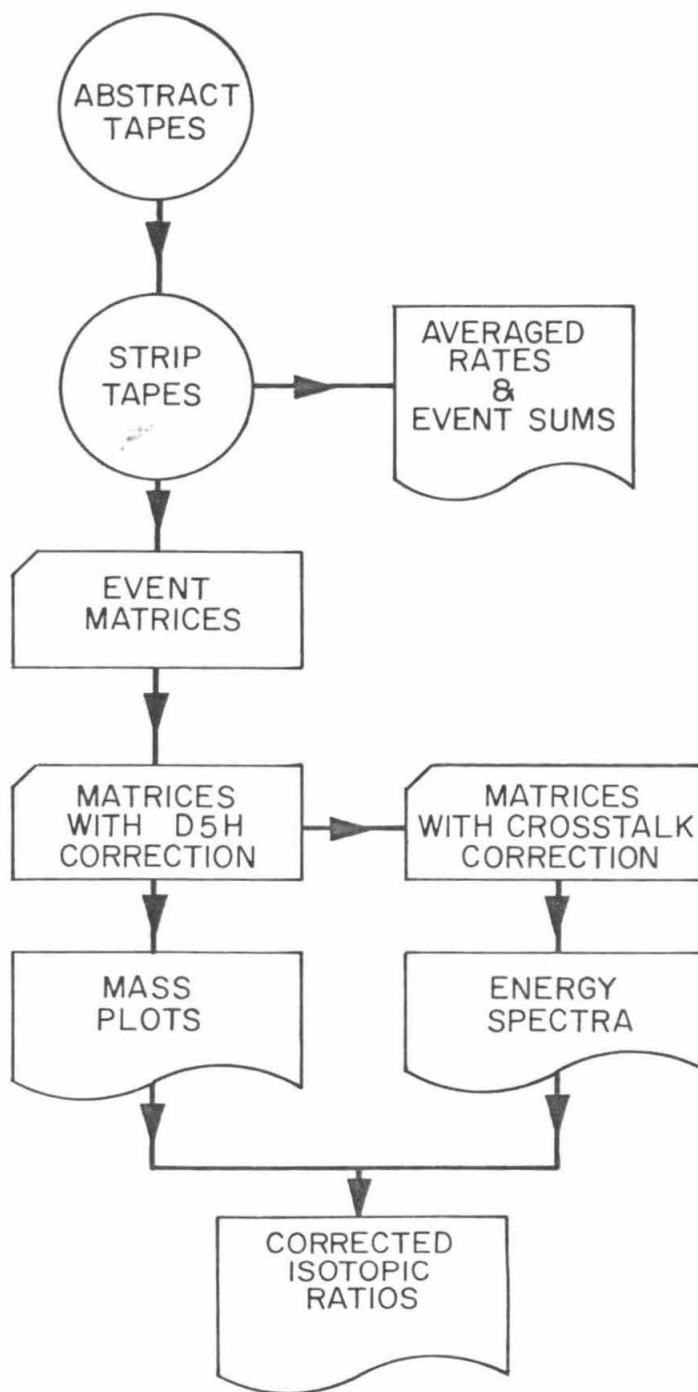 ABSTRACT
TAPES
STRIP
TAPES
AVERAGED
RATES
&
EVENT SUMS
EVENT
MATRICES
MATRICES
WITH D5H
CORRECTION
MATRICES
WITH CROSSTALK
CORRECTION
MASS
PLOTS
ENERGY
SPECTRA
CORRECTED
ISOTOPIC
RATIOS